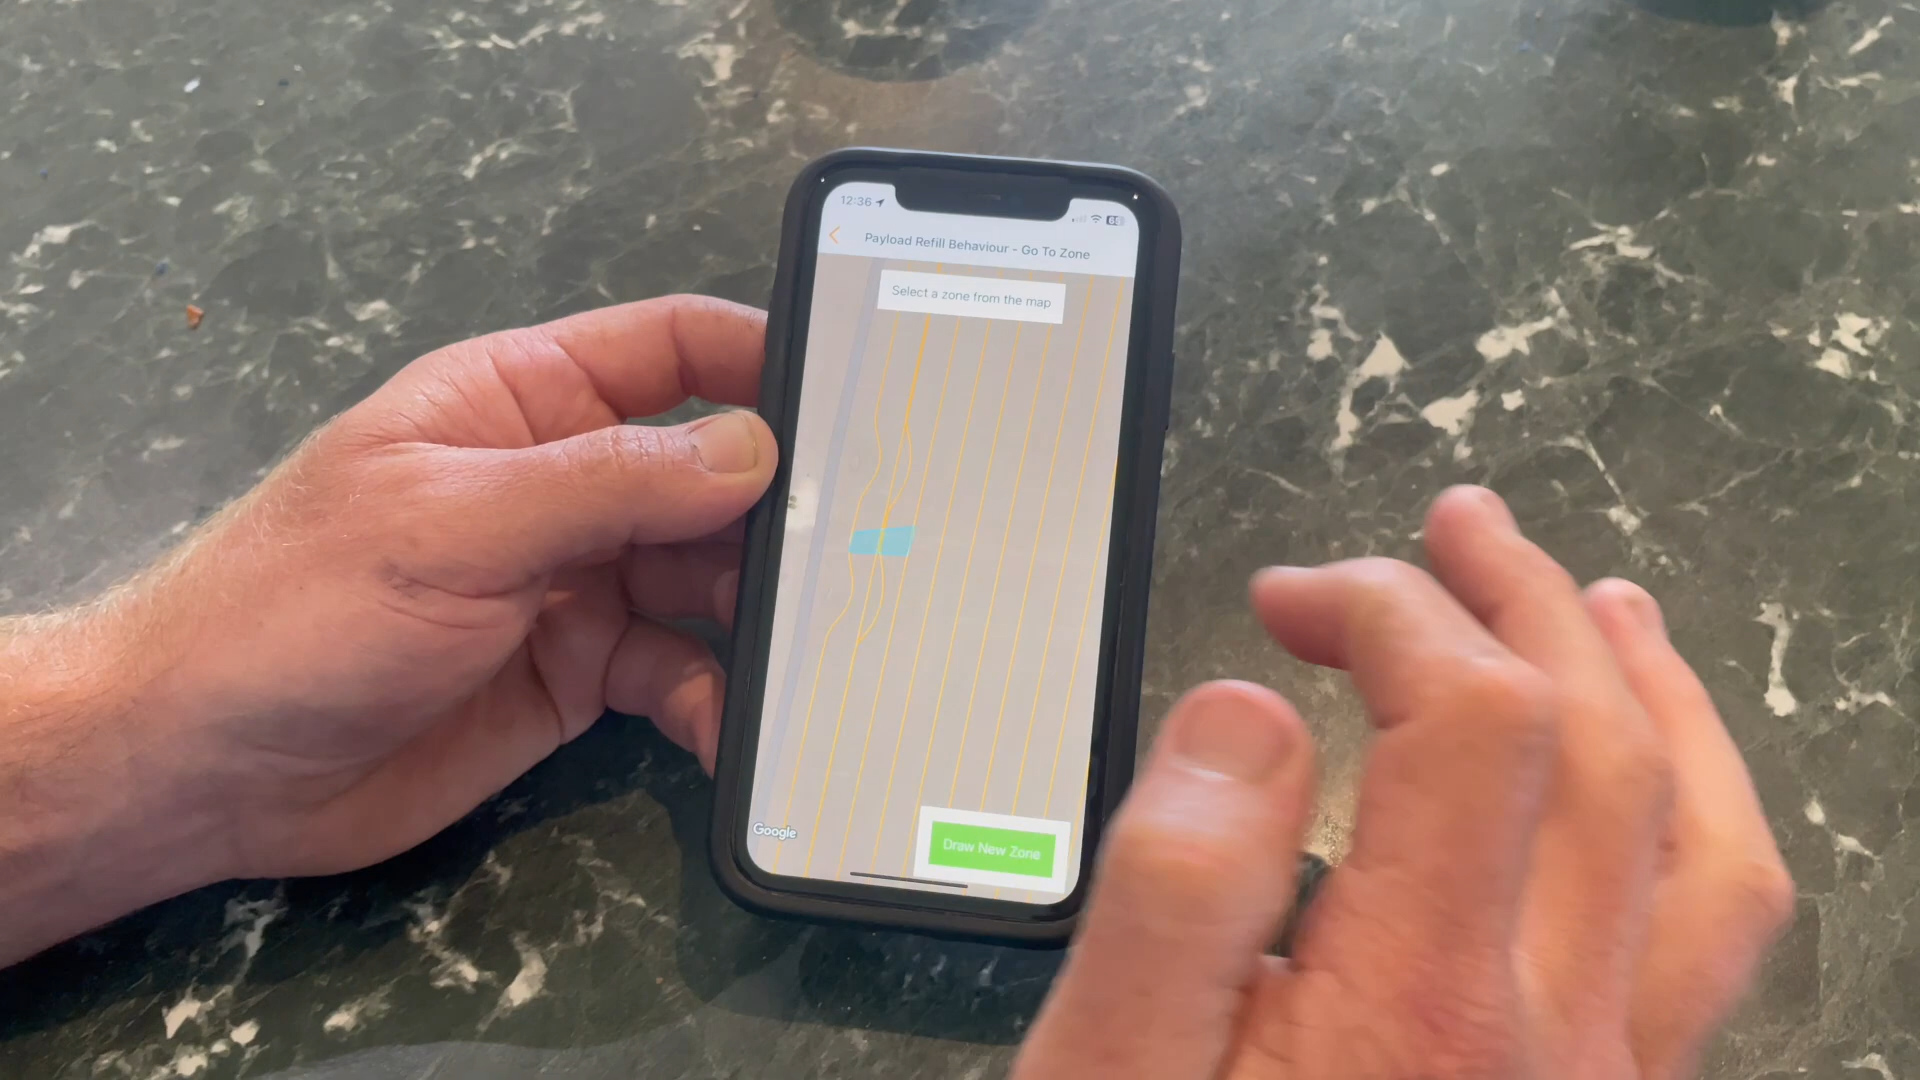 12:36
Payload Refill Behaviour - Go To Zone
Select a zone from the map
Google
Draw New Zone